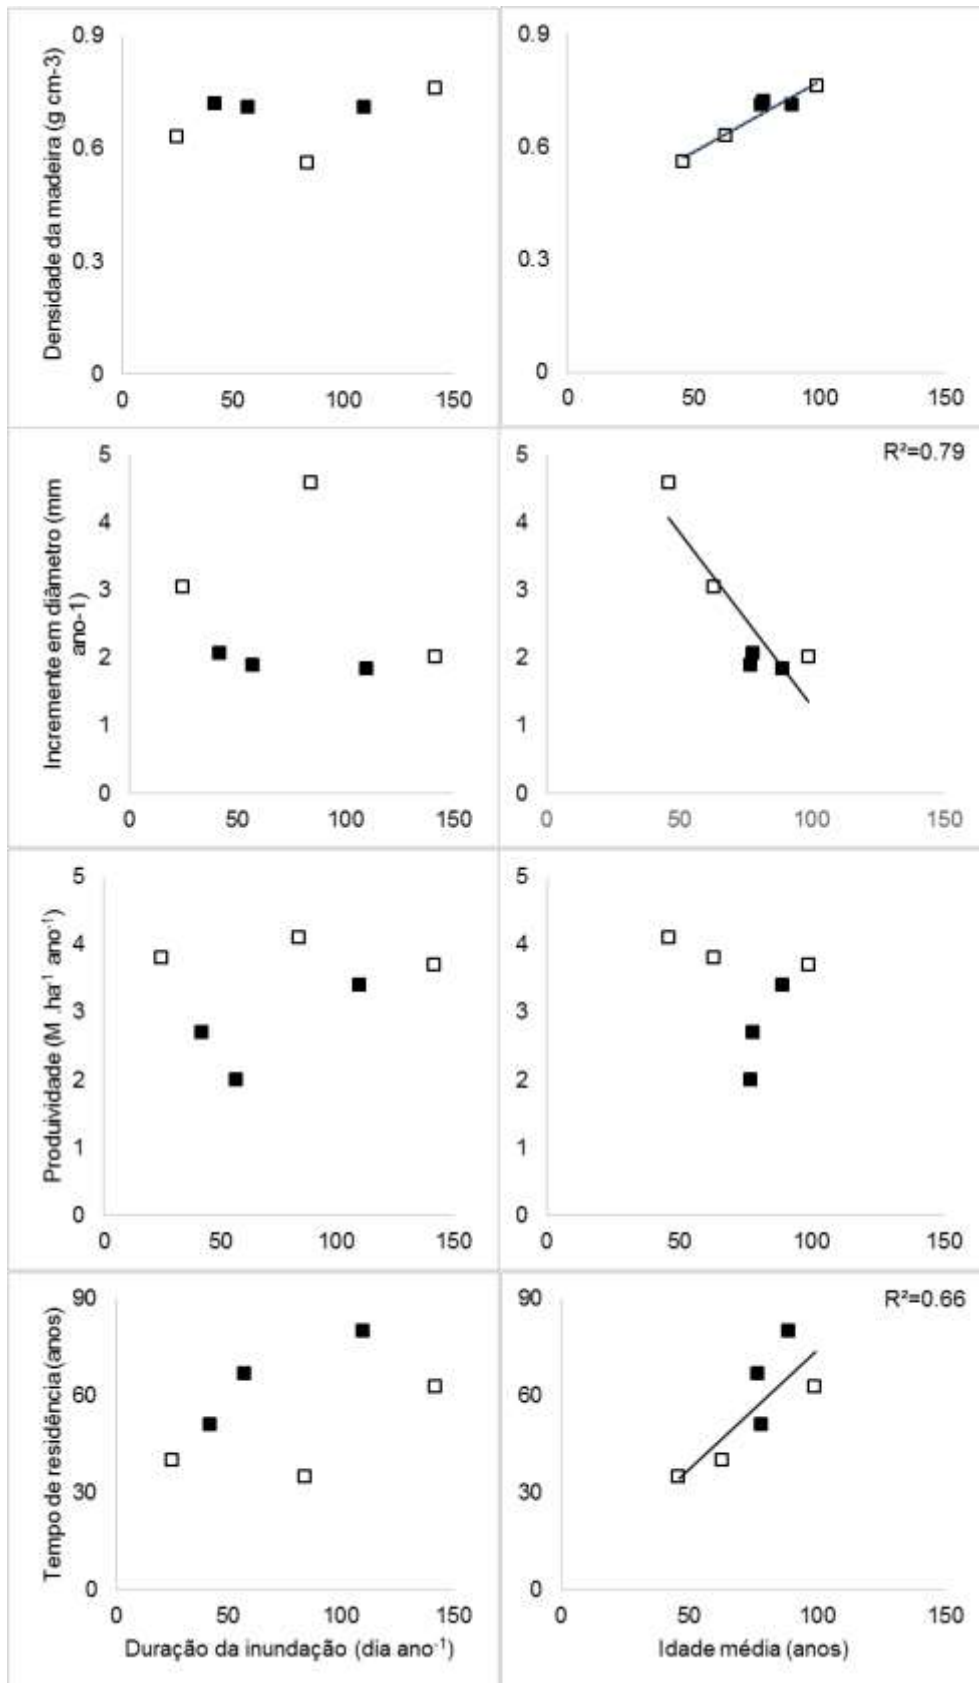 Densidade da madeira (g cm-3)
0.9
0.6
0.3
0
0 50 100 150
0.9
0.6
0.3
0
0 50 100 150
Incremente em diâmetro (mm
ano-1)
5
4
3
2
1
0
0 50 100 150
R²=0.79
5
4
3
2
1
0
0 50 100 150
Produividade (M .ha⁻¹ ano⁻¹)
5
4
3
2
1
0
0 50 100 150
5
4
3
2
1
0
0 50 100 150
Tempo de residência (anos)
90
60
30
0
0 50 100 150
Duração da inundação (dia ano⁻¹)
R²=0.66
90
60
30
0
0 50 100 150
Idade média (anos)